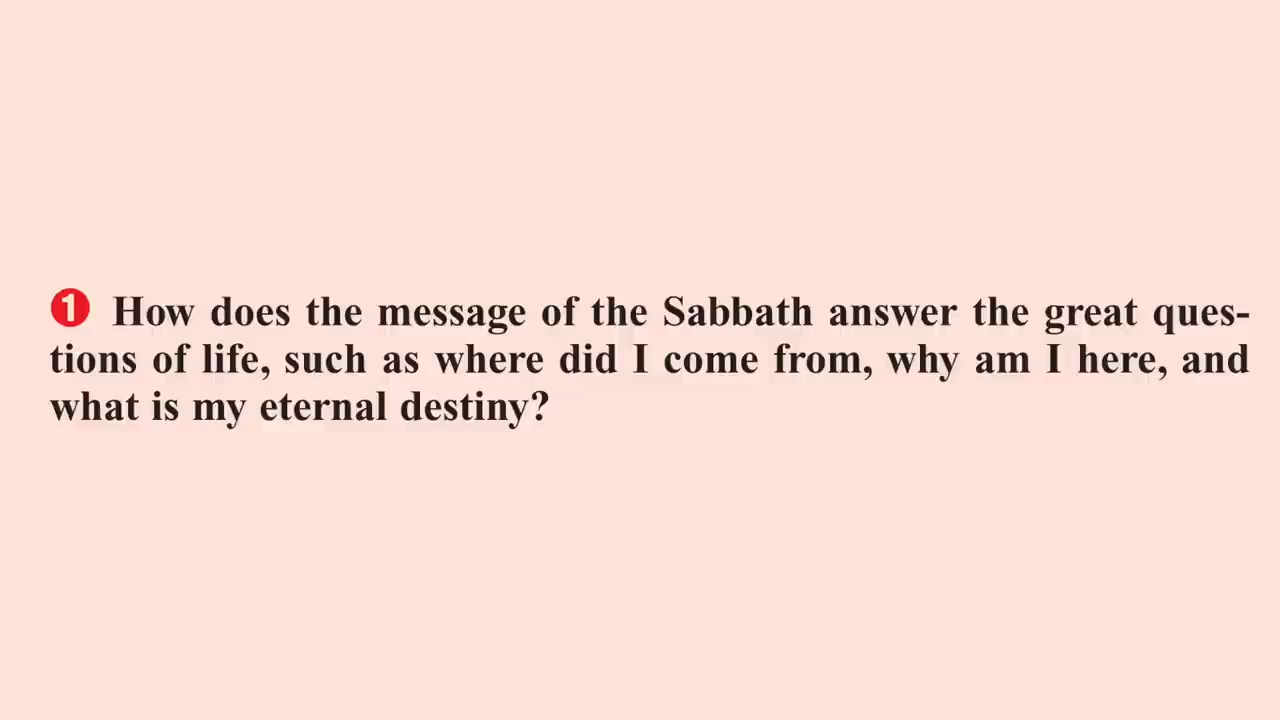 ❶ How does the message of the Sabbath answer the great ques-
tions of life, such as where did I come from, why am I here, and
what is my eternal destiny?